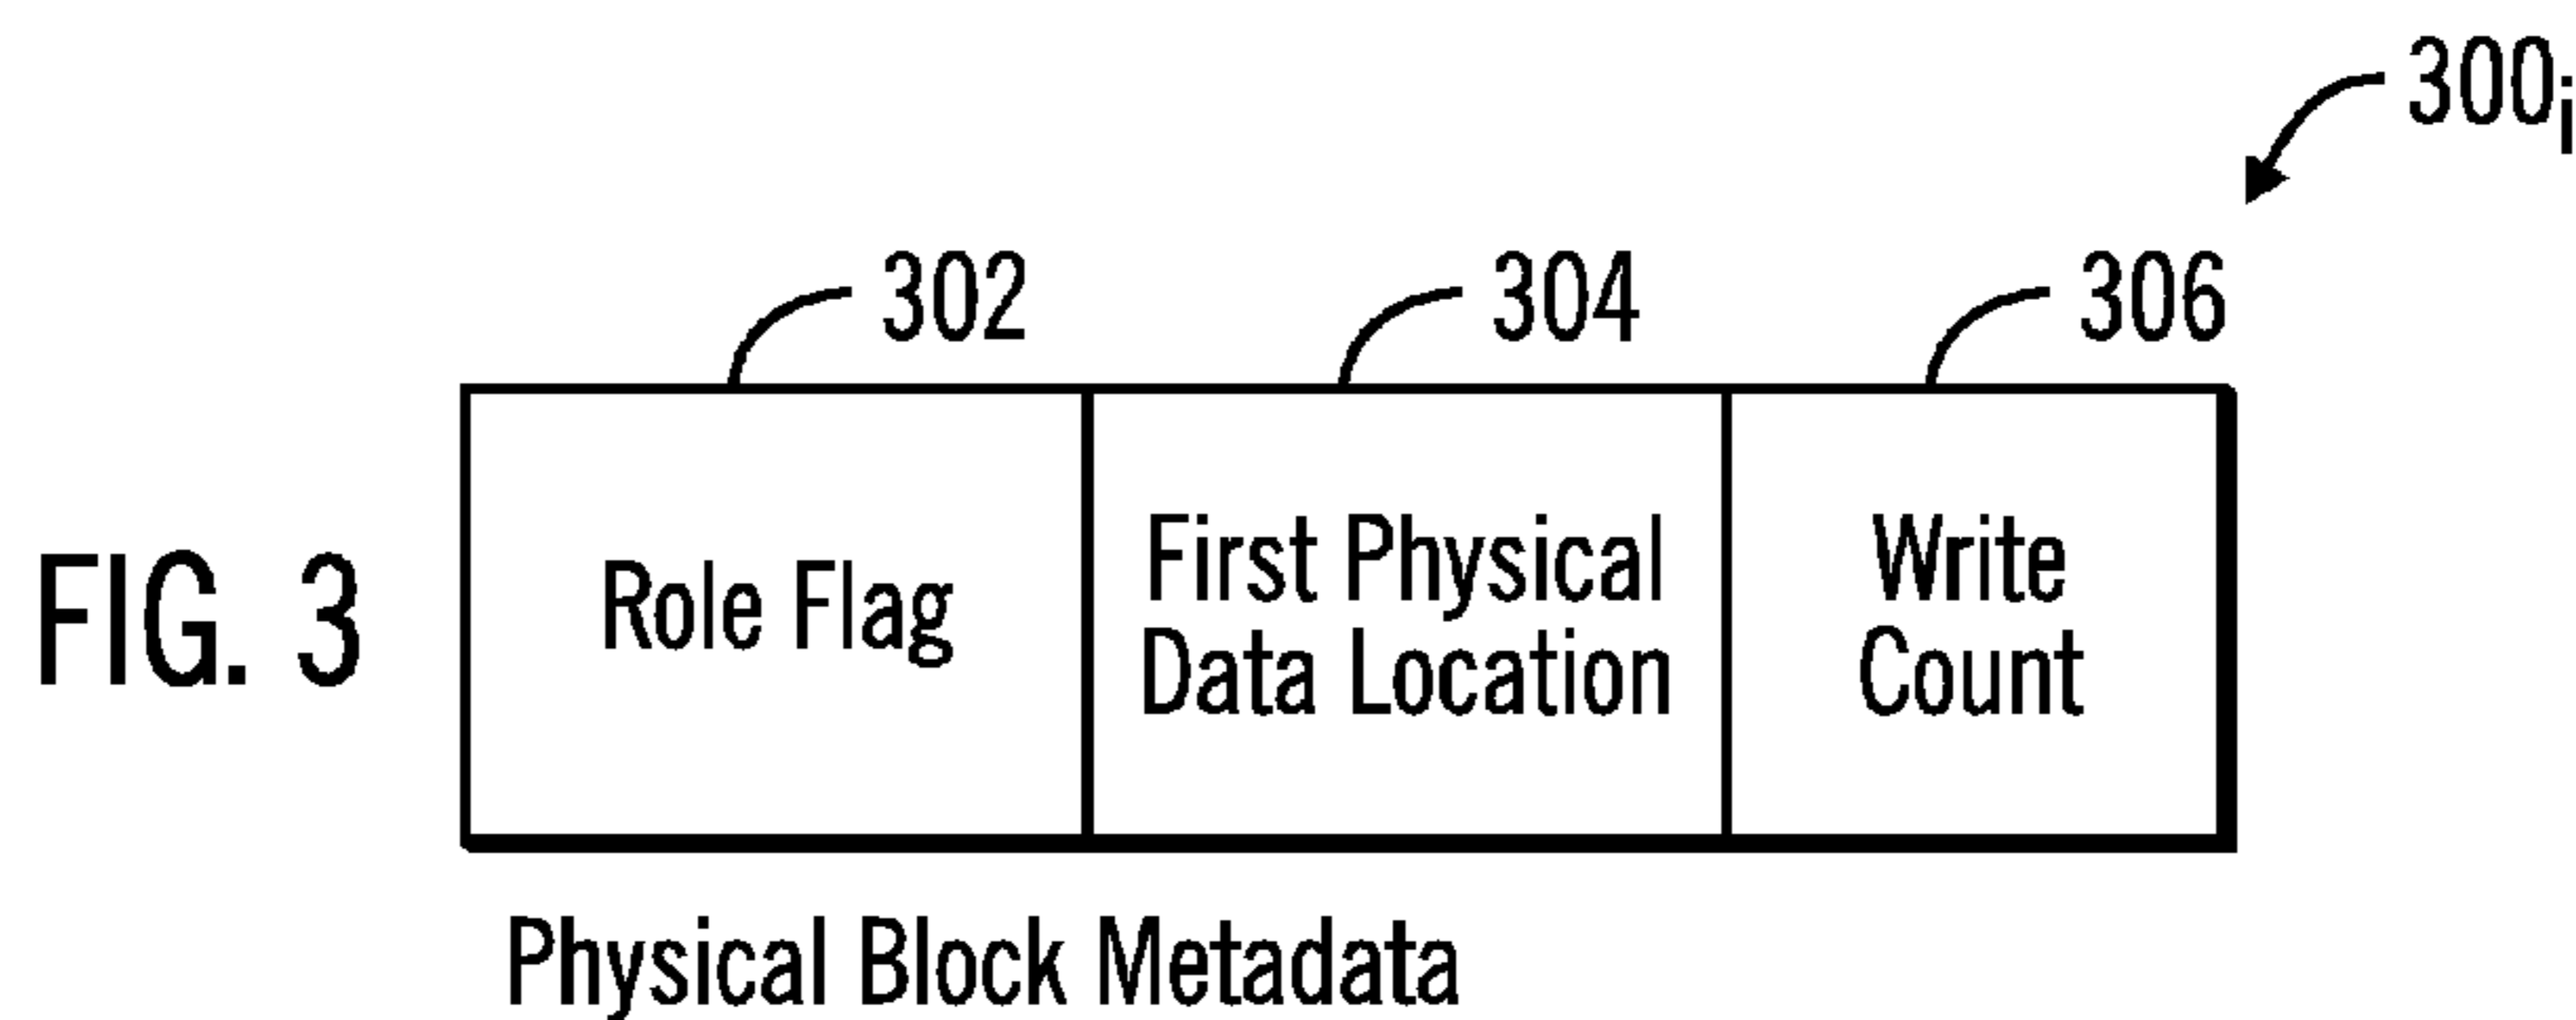 300i
302
304
306
FIG. 3
Role Flag
First Physical
Data Location
Write
Count
Physical Block Metadata